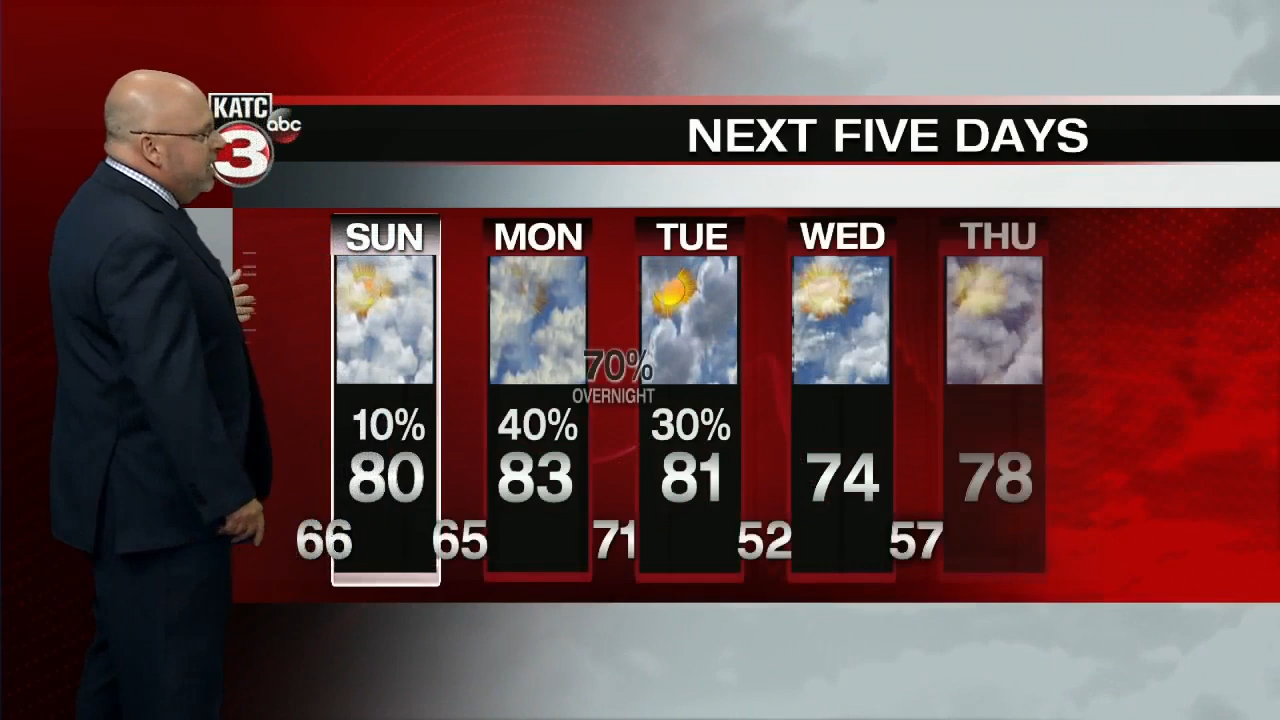 KATC
abc
3
NEXT FIVE DAYS
SUN MON TUE WED THU
70%
OVERNIGHT
10% 40% 30%
80 83 81 74 78
66 65 71 52 57